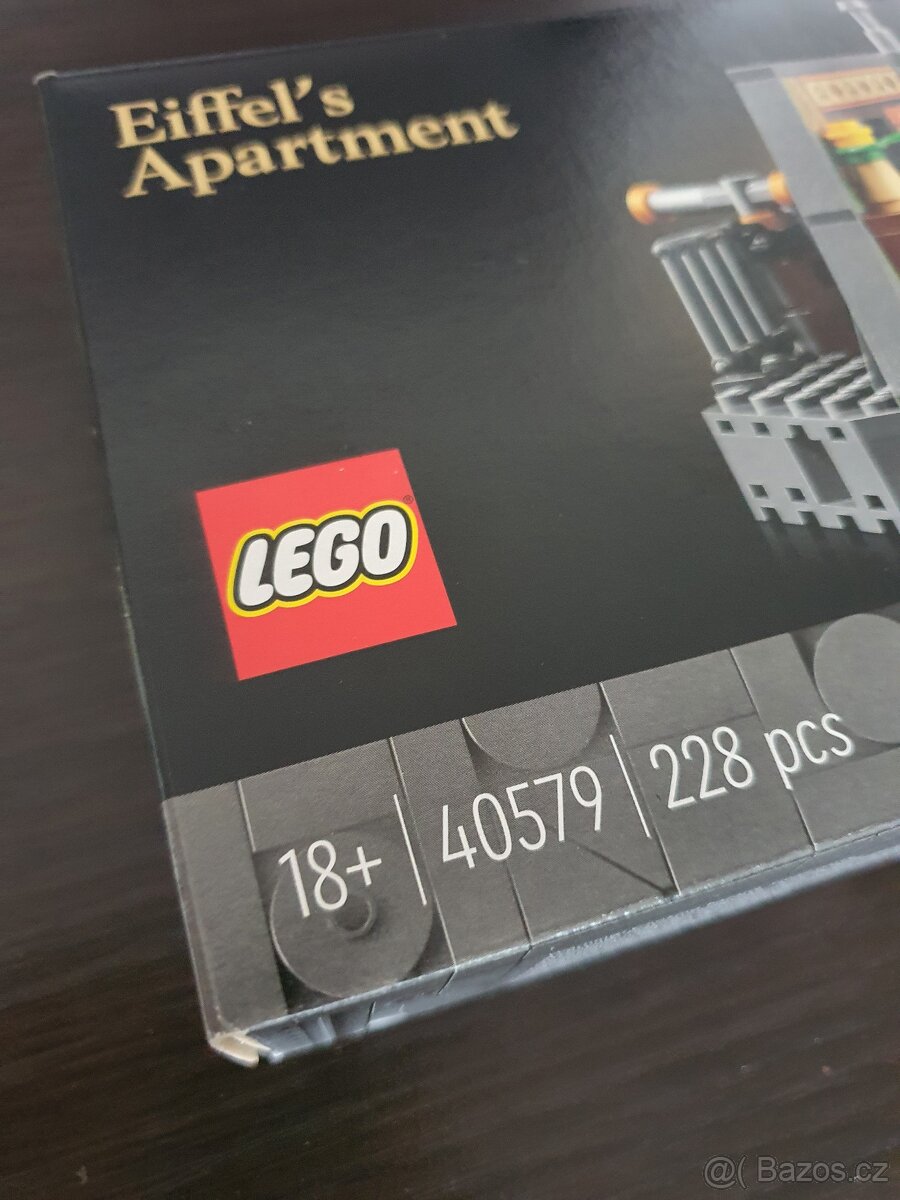 Eiffel's
Apartment
LEGO®
18+ | 40579 | 228 pcs
@( Bazos.cz